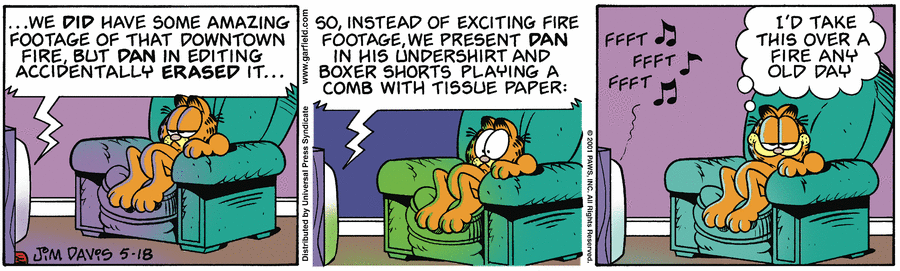 ...WE DID HAVE SOME AMAZING
FOOTAGE OF THAT DOWNTOWN
FIRE, BUT DAN IN EDITING
ACCIDENTALLY ERASED IT...
JIM DAVIS 5-18
www.garfield.com
Distributed by Universal Press Syndicate
SO, INSTEAD OF EXCITING FIRE
FOOTAGE, WE PRESENT DAN
IN HIS UNDERSHIRT AND
BOXER SHORTS PLAYING A
COMB WITH TISSUE PAPER:
© 2001 PAWS, INC. All Rights Reserved.
FFFT
FFFT
FFFT
I'D TAKE
THIS OVER A
FIRE ANY
OLD DAY